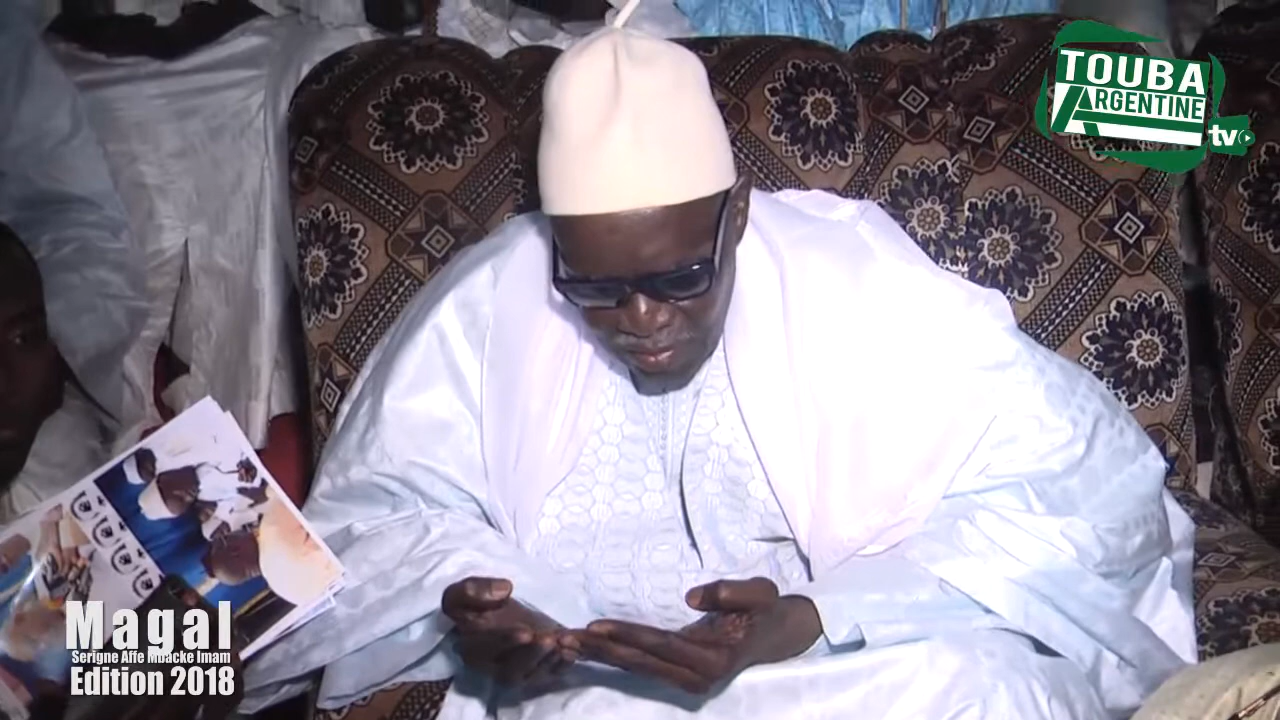 TOUBA
ARGENTINE
tv
Magal
Serigne Affe Mbacke Imam
Edition 2018